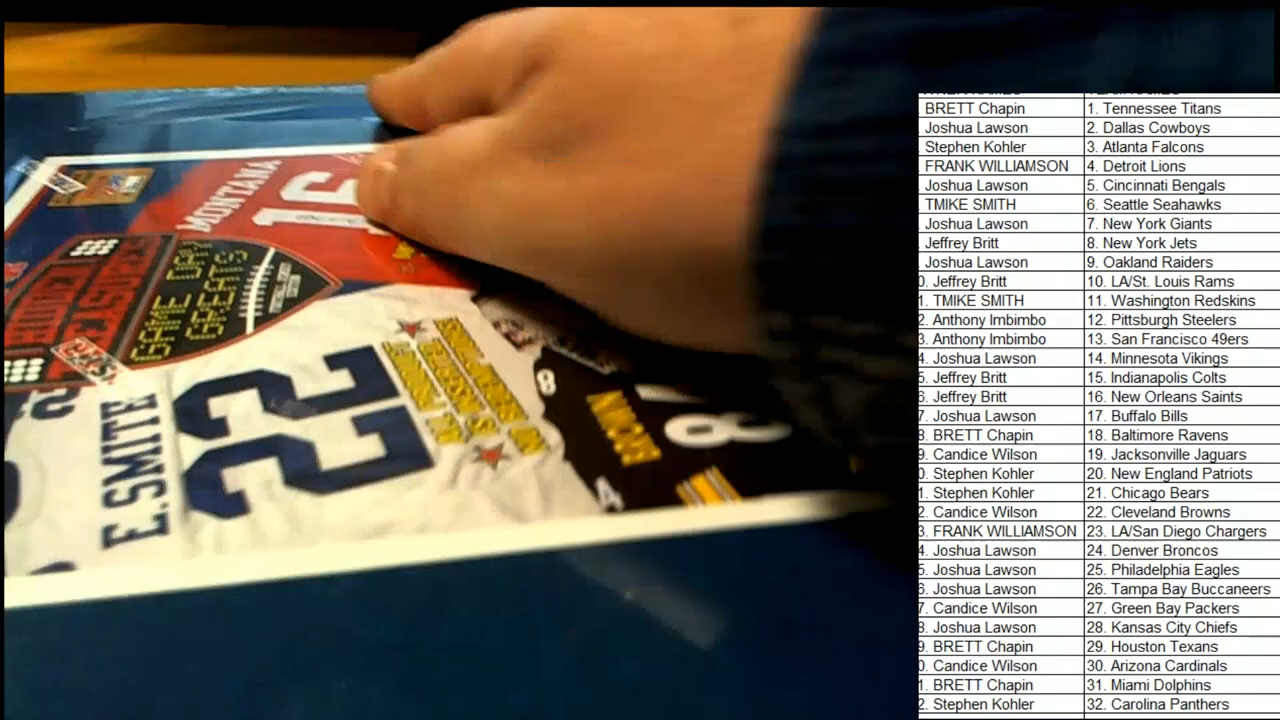 MONTANA
16
E.SMITH
22
8
4
BRETT Chapin 1. Tennessee Titans
Joshua Lawson 2. Dallas Cowboys
Stephen Kohler 3. Atlanta Falcons
FRANK WILLIAMSON 4. Detroit Lions
Joshua Lawson 5. Cincinnati Bengals
TMIKE SMITH 6. Seattle Seahawks
Joshua Lawson 7. New York Giants
Jeffrey Britt 8. New York Jets
Joshua Lawson 9. Oakland Raiders
0. Jeffrey Britt 10. LA/St. Louis Rams
1. TMIKE SMITH 11. Washington Redskins
2. Anthony Imbimbo 12. Pittsburgh Steelers
3. Anthony Imbimbo 13. San Francisco 49ers
4. Joshua Lawson 14. Minnesota Vikings
5. Jeffrey Britt 15. Indianapolis Colts
6. Jeffrey Britt 16. New Orleans Saints
7. Joshua Lawson 17. Buffalo Bills
8. BRETT Chapin 18. Baltimore Ravens
9. Candice Wilson 19. Jacksonville Jaguars
0. Stephen Kohler 20. New England Patriots
1. Stephen Kohler 21. Chicago Bears
2. Candice Wilson 22. Cleveland Browns
3. FRANK WILLIAMSON 23. LA/San Diego Chargers
4. Joshua Lawson 24. Denver Broncos
5. Joshua Lawson 25. Philadelphia Eagles
6. Joshua Lawson 26. Tampa Bay Buccaneers
7. Candice Wilson 27. Green Bay Packers
8. Joshua Lawson 28. Kansas City Chiefs
9. BRETT Chapin 29. Houston Texans
0. Candice Wilson 30. Arizona Cardinals
1. BRETT Chapin 31. Miami Dolphins
2. Stephen Kohler 32. Carolina Panthers